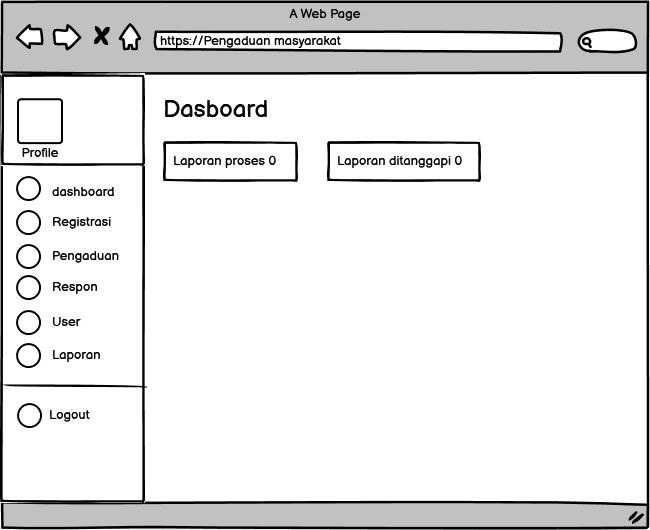 A Web Page
https://Pengaduan masyarakat
Profile
dashboard
Registrasi
Pengaduan
Respon
User
Laporan
Logout
Dasboard
Laporan proses 0
Laporan ditanggapi 0